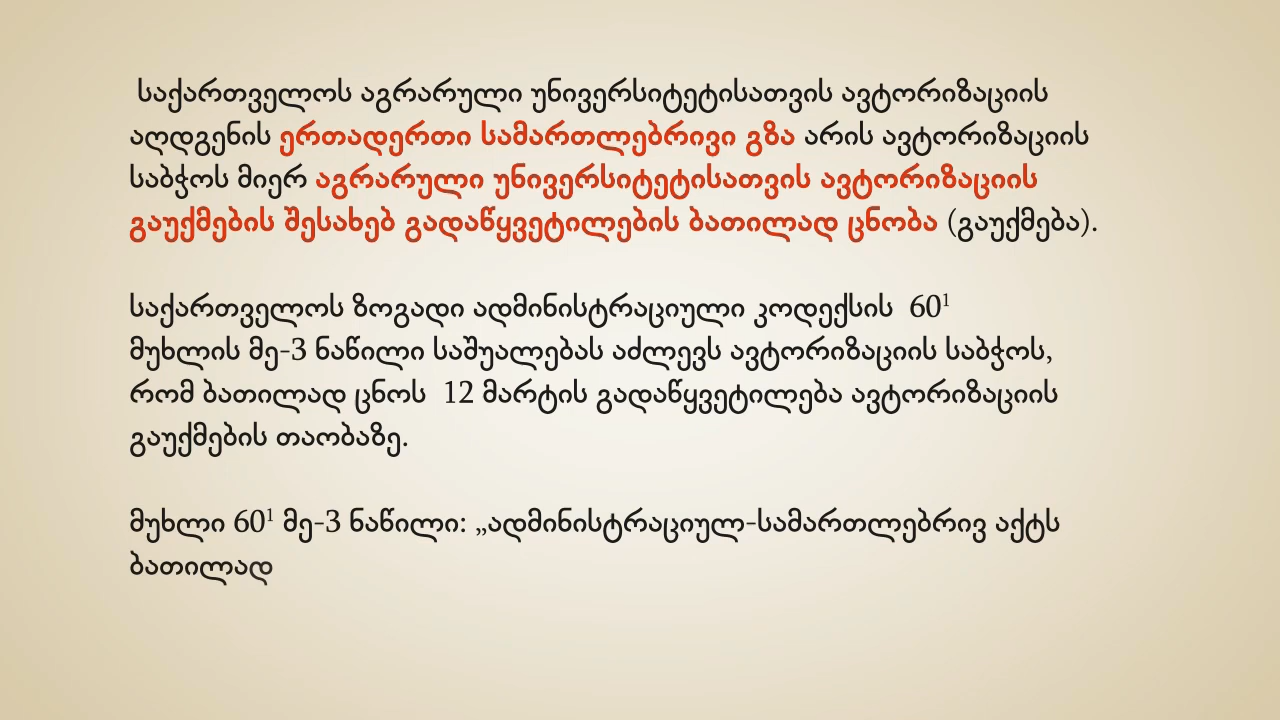 საქართველოს აგრარული უნივერსიტეტისათვის ავტორიზაციის
აღდგენის ერთადერთი სამართლებრივი გზა არის ავტორიზაციის
საბჭოს მიერ აგრარული უნივერსიტეტისათვის ავტორიზაციის
გაუქმების შესახებ გადაწყვეტილების ბათილად ცნობა (გაუქმება).
საქართველოს ზოგადი ადმინისტრაციული კოდექსის 60¹
მუხლის მე-3 ნაწილი საშუალებას აძლევს ავტორიზაციის საბჭოს,
რომ ბათილად ცნოს 12 მარტის გადაწყვეტილება ავტორიზაციის
გაუქმების თაობაზე.
მუხლი 60¹ მე-3 ნაწილი: „ადმინისტრაციულ-სამართლებრივ აქტს
ბათილად